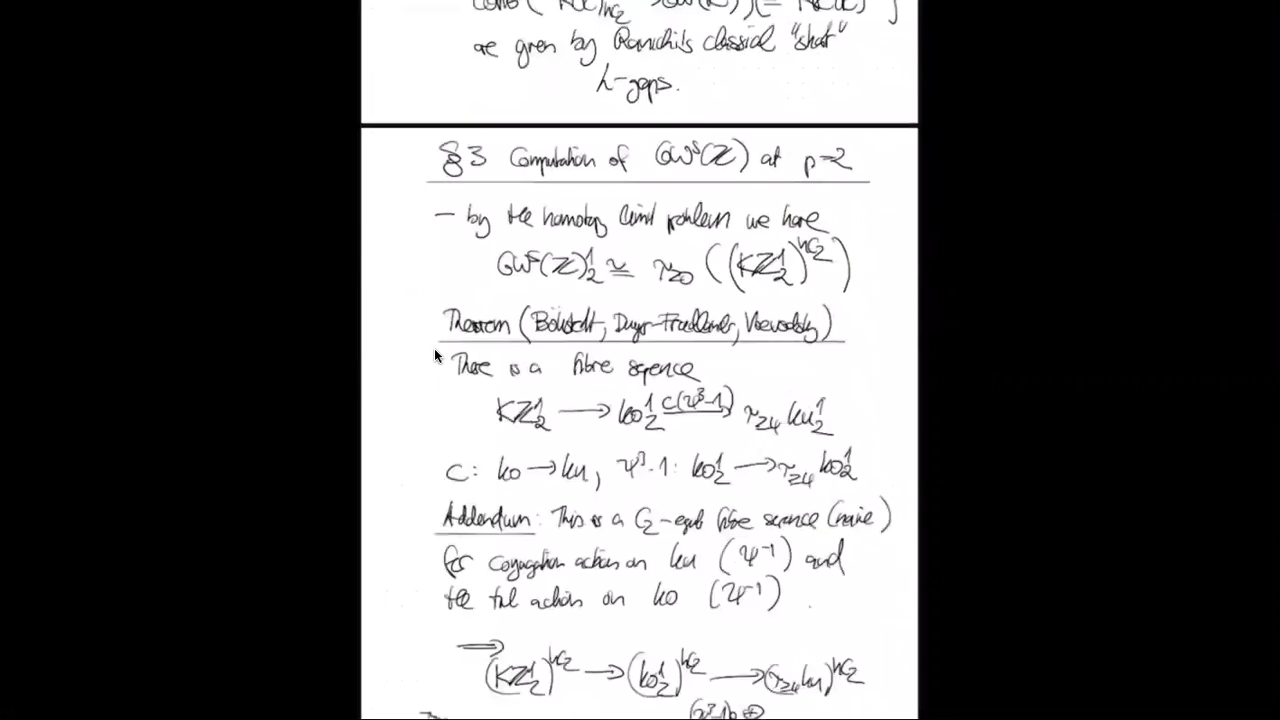 are given by Ranicki's classical "short"
L-gps.
§3 Computation of GW^s(Z) at p=2
– by the homotopy limit problem we have
GW^s(Z)^∧_2 ≃ τ_≥0 ((KZ^∧_2)^hC_2)
Theorem (Bökstedt, Dwyer-Friedlander, Voevodsky)
There is a fibre sequence
KZ^∧_2 → ko^∧_2 c(ψ^3-1) τ_≥4 ku^∧_2
c: ko → ku, ψ^3-1: ko^∧_2 → τ_≥4 ko^∧_2
Addendum: This is a C_2-equiv fibre sequence (naive)
for conjugation action on ku (ψ^-1) and
the triv action on ko (ψ^-1).
⟹
(KZ^∧_2)^hC_2 → (ko^∧_2)^hC_2 → (τ_≥4 ku)^hC_2